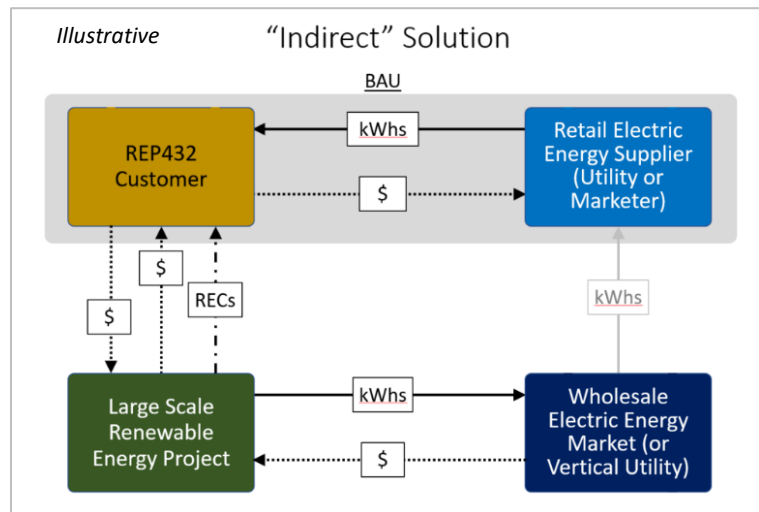 Illustrative
“Indirect” Solution
BAU
REP432
Customer
kWhs
$
Retail Electric
Energy Supplier
(Utility or
Marketer)
$
$
RECs
kWhs
Large Scale
Renewable
Energy Project
kWhs
$
Wholesale
Electric Energy
Market (or
Vertical Utility)